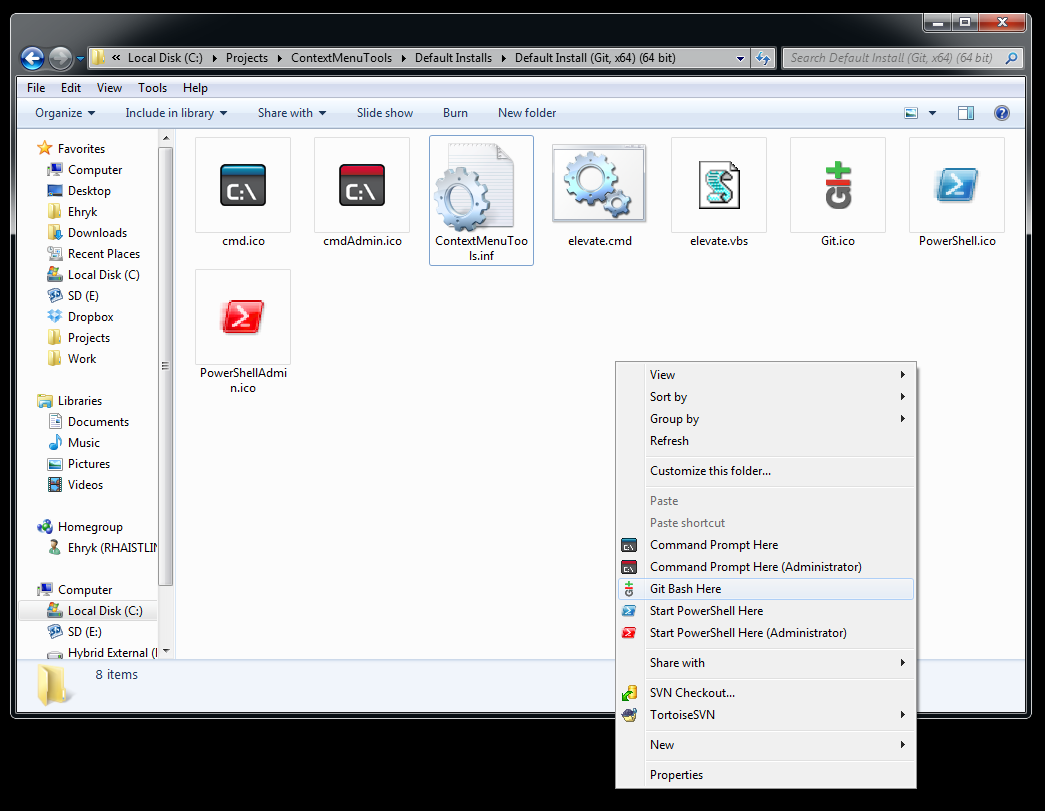 « Local Disk (C:) Projects ContextMenuTools Default Installs Default Install (Git, x64) (64 bit)
Search Default Install (Git, x64) (64 bit)
File Edit View Tools Help
Organize Include in library Share with Slide show Burn New folder
Favorites
Computer
Desktop
Ehryk
Downloads
Recent Places
Local Disk (C)
SD (E)
Dropbox
Projects
Work
Libraries
Documents
Music
Pictures
Videos
Homegroup
Ehryk (RHAISTLIN
Computer
Local Disk (C:)
SD (E:)
Hybrid External (I
C:\
cmd.ico
C:\
cmdAdmin.ico
ContextMenuToo
ls.inf
elevate.cmd
elevate.vbs
Git.ico
PowerShell.ico
PowerShellAdmi
n.ico
View
Sort by
Group by
Refresh
Customize this folder...
Paste
Paste shortcut
Command Prompt Here
Command Prompt Here (Administrator)
Git Bash Here
Start PowerShell Here
Start PowerShell Here (Administrator)
Share with
SVN Checkout...
TortoiseSVN
New
Properties
8 items